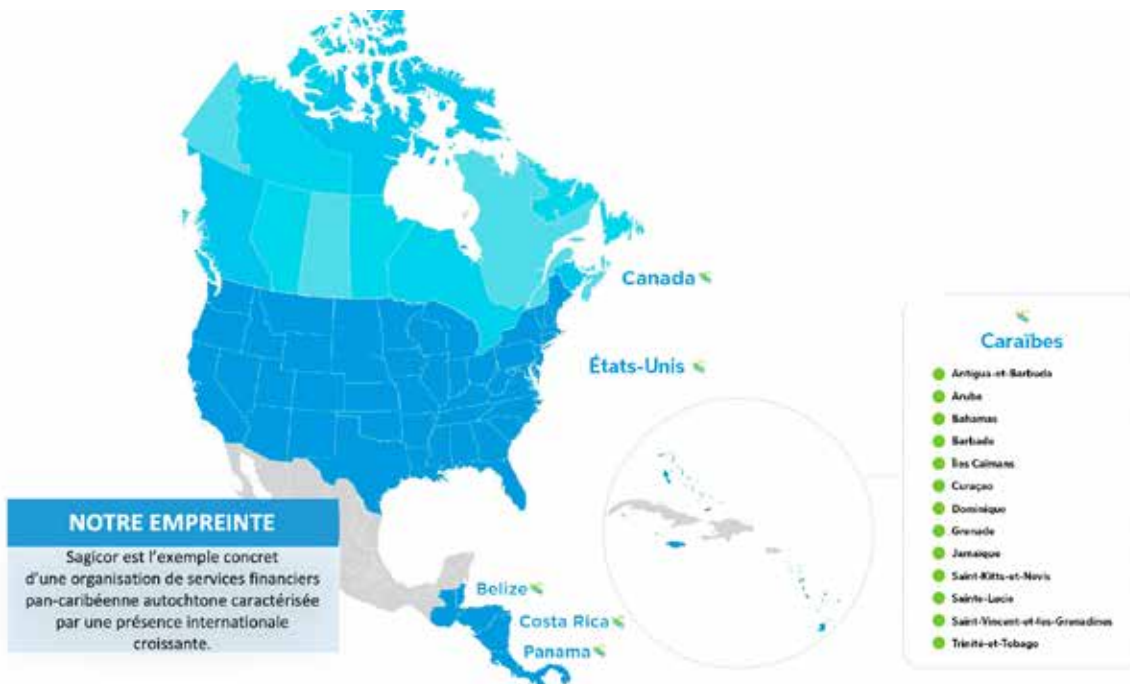 Canada
États-Unis
Caraïbes
Antigua-et-Barbuda
Aruba
Bahamas
Barbade
Îles Caïmans
Curaçao
Dominique
Grenade
Jamaïque
Saint-Kitts-et-Nevis
Sainte-Lucie
Saint-Vincent-et-les-Grenadines
Trinité-et-Tobago
NOTRE EMPREINTE
Sagicor est l'exemple concret
d'une organisation de services financiers
pan-caribéenne autochtone caractérisée
par une présence internationale
croissante.
Belize
Costa Rica
Panama